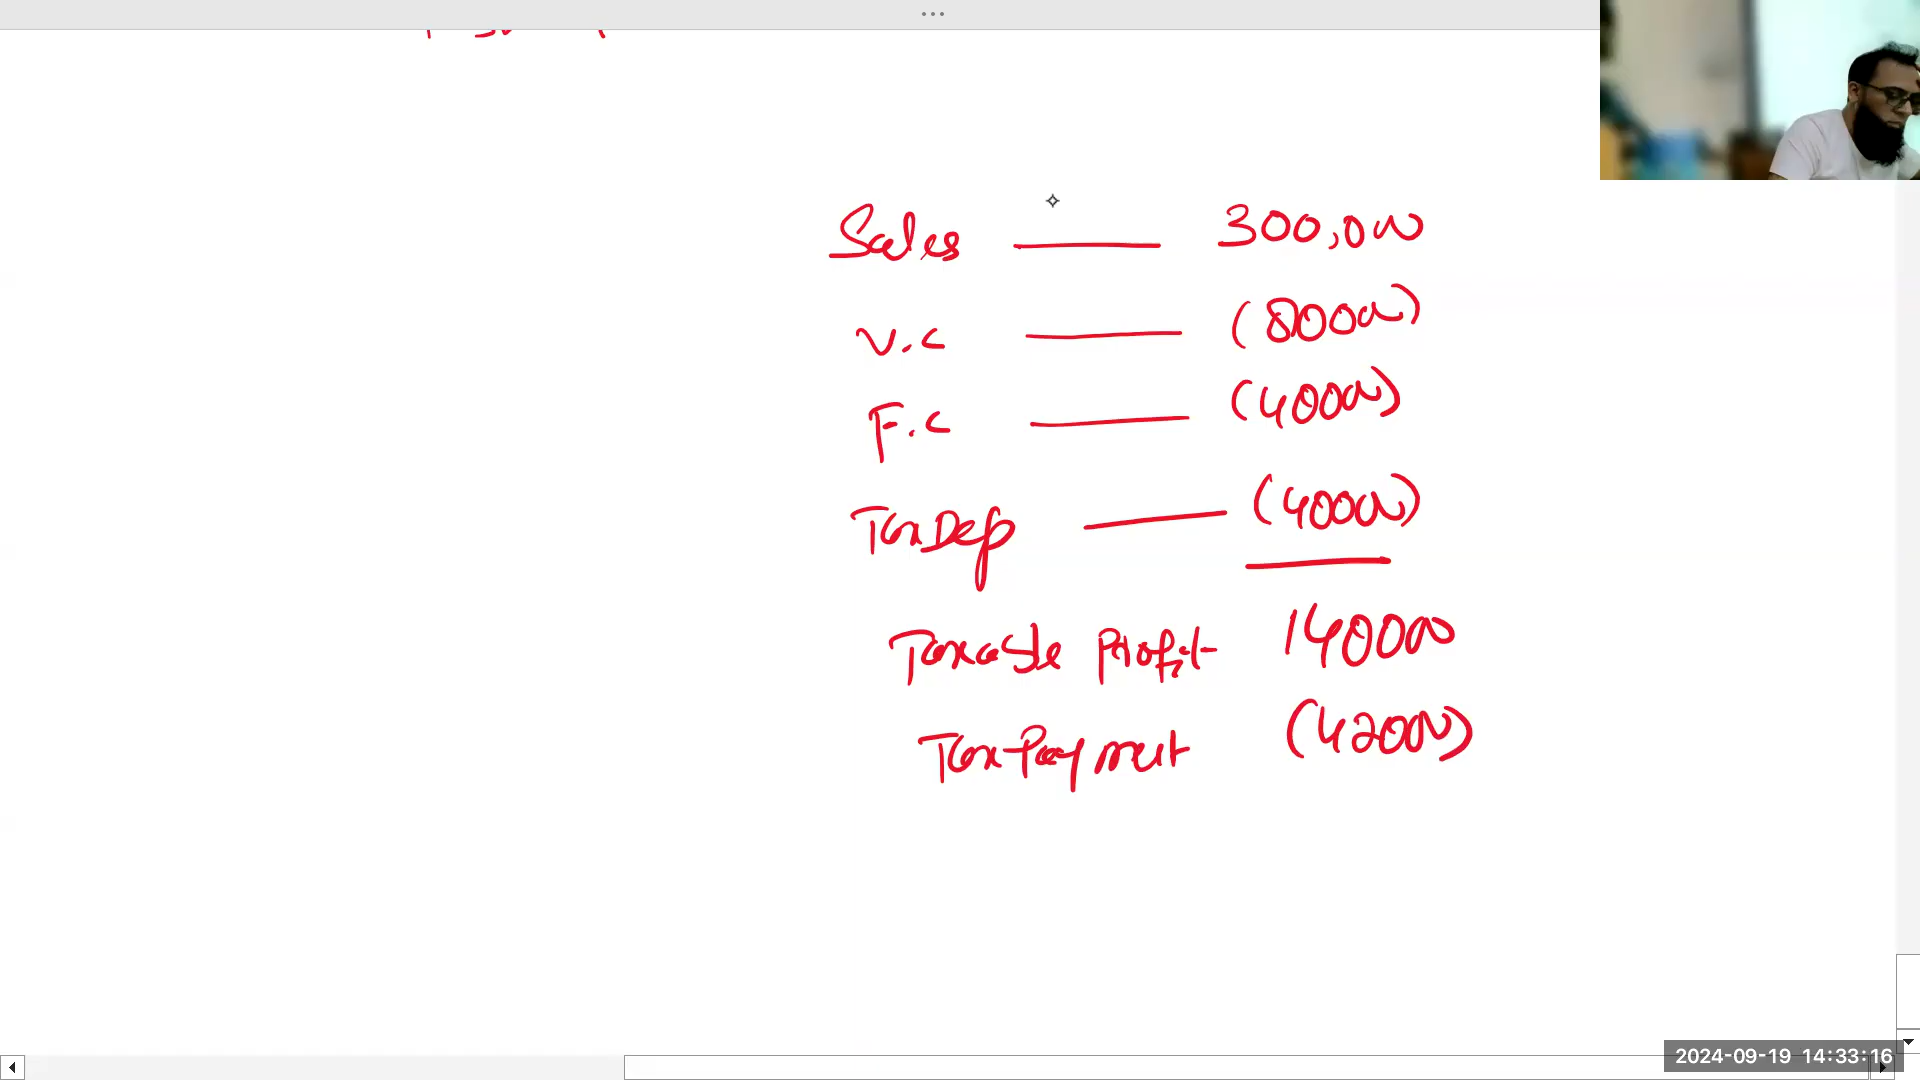 Sales — 300,000
V.C — (80000)
F.C — (40000)
Tax Dep — (40000)
Taxable Profit 140000
Tax Payment (42000)
2024-09-19 14:33:16